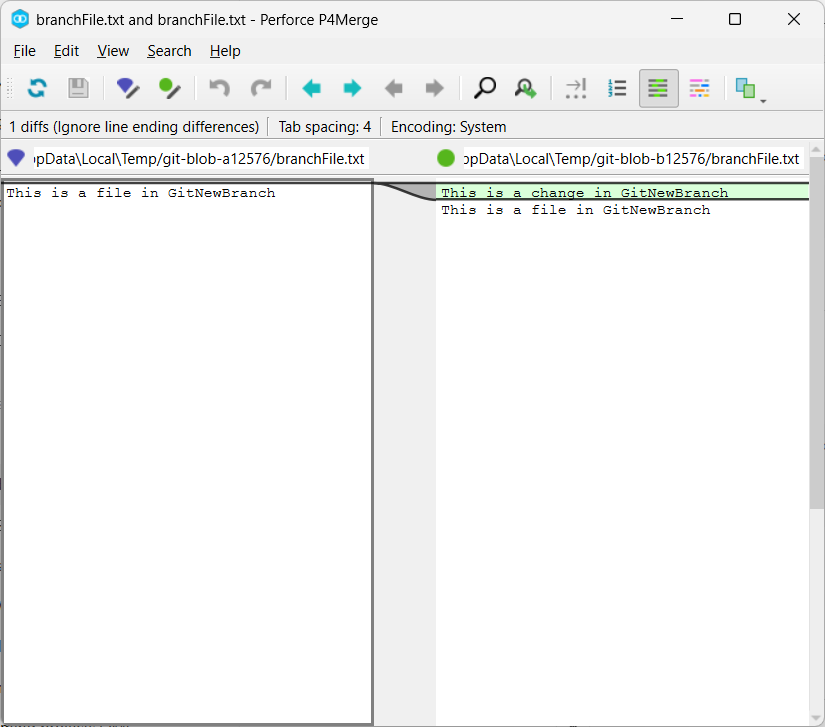 branchFile.txt and branchFile.txt - Perforce P4Merge
File Edit View Search Help
1 diffs (Ignore line ending differences) Tab spacing: 4 Encoding: System
ppData\Local\Temp/git-blob-a12576/branchFile.txt ppData\Local\Temp/git-blob-b12576/branchFile.txt
This is a file in GitNewBranch
This is a change in GitNewBranch
This is a file in GitNewBranch